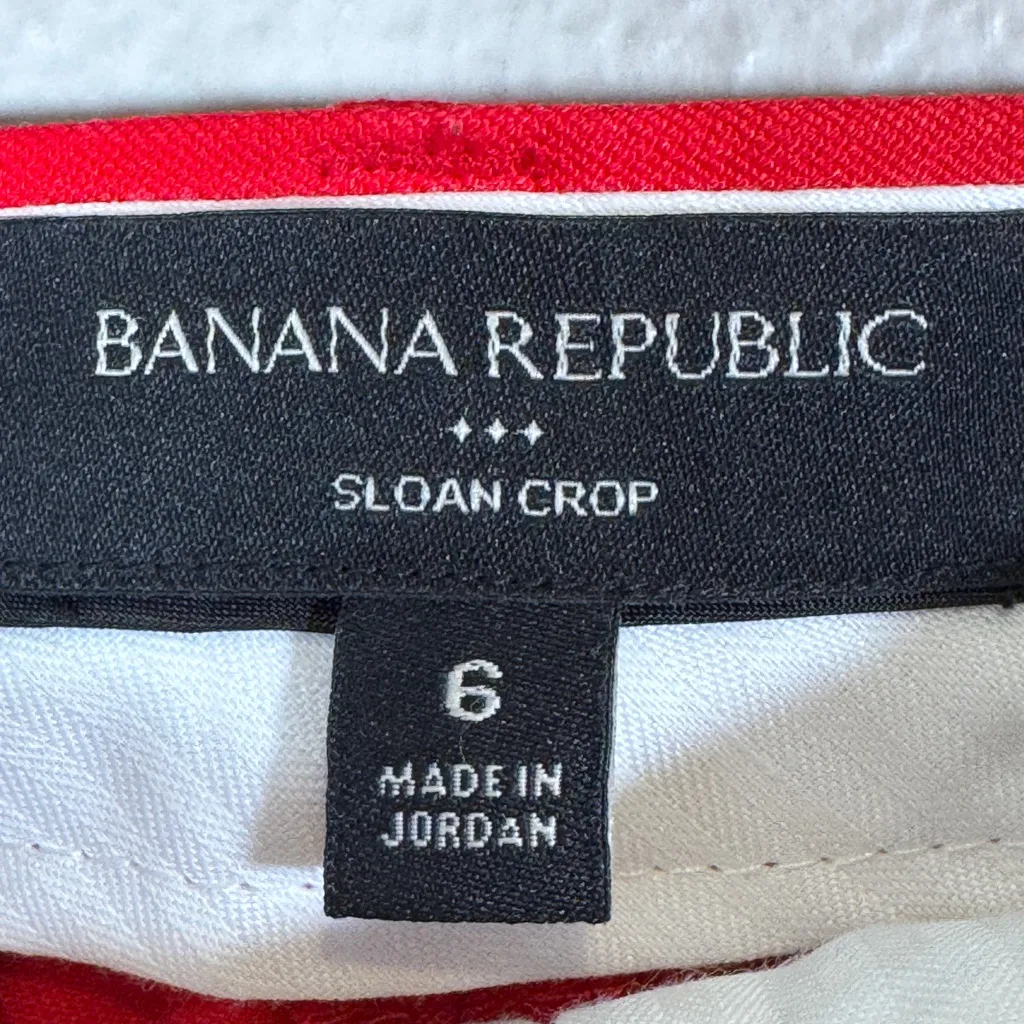 BANANA REPUBLIC
SLOAN CROP
6
MADE IN
JORDAN